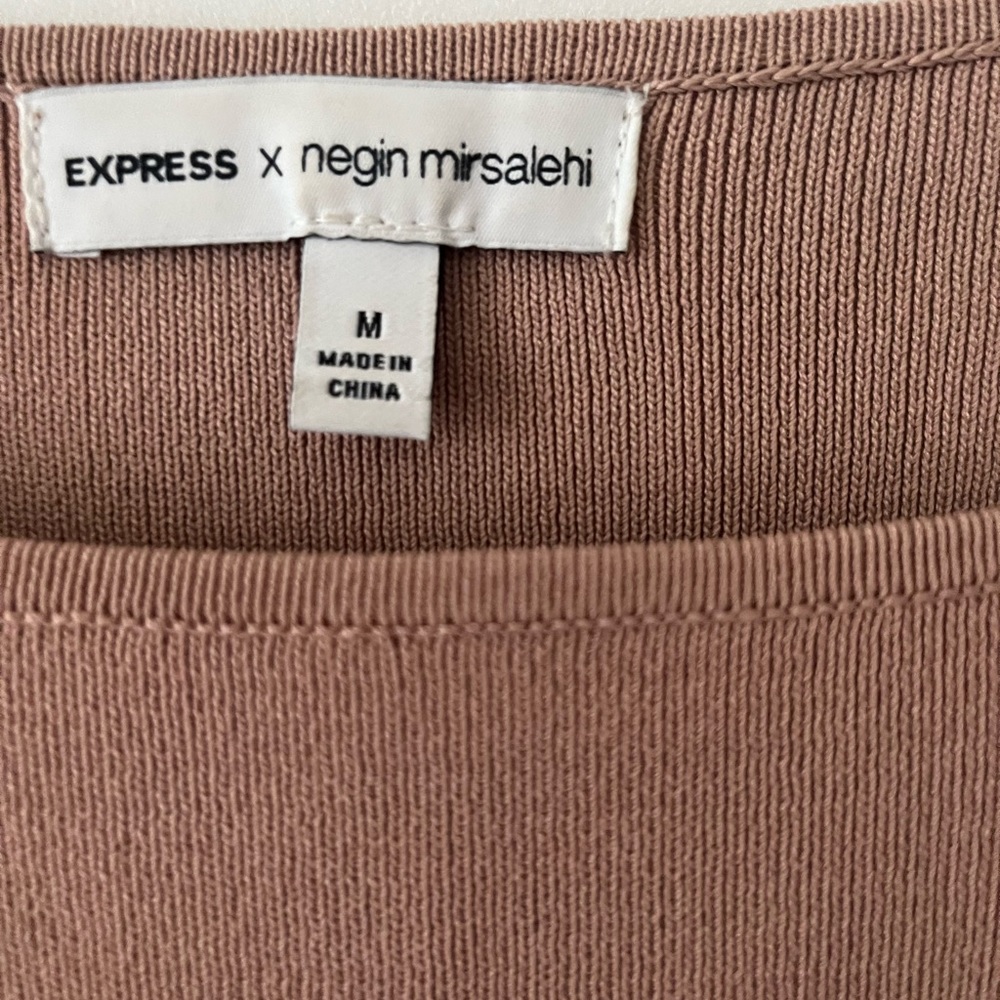 EXPRESS x negin mirsalehi
M
MADE IN
CHINA